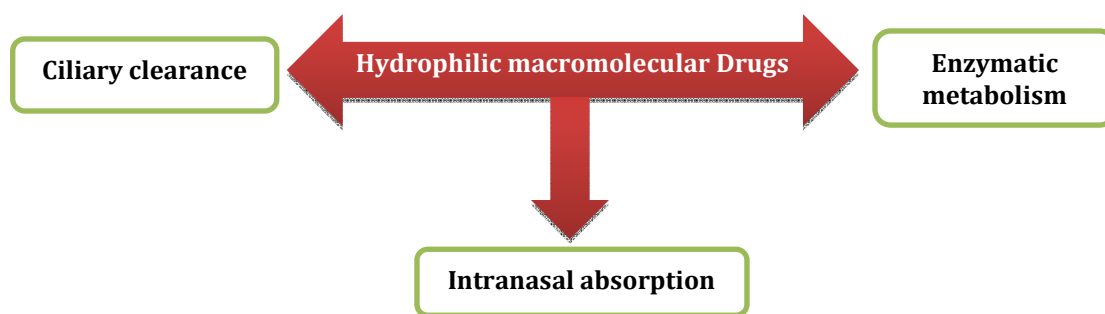 Ciliary clearance
Hydrophilic macromolecular Drugs
Enzymatic
metabolism
Intranasal absorption